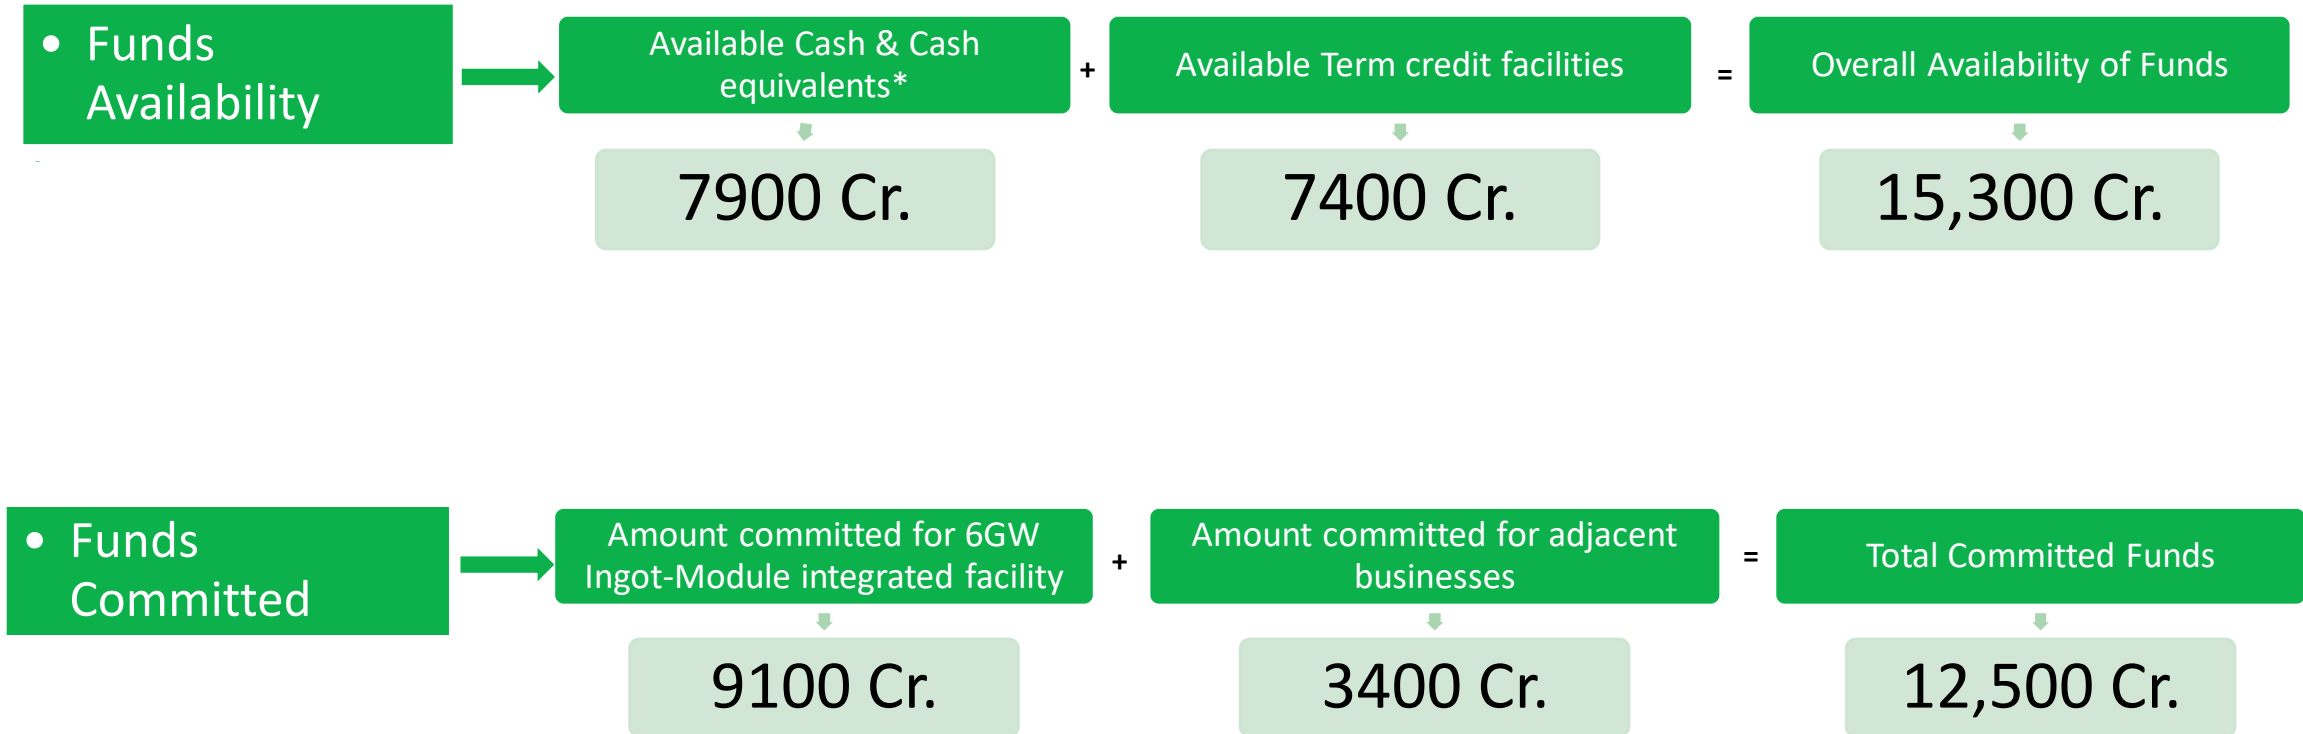 • Funds
Availability
Available Cash & Cash
equivalents*
+
Available Term credit facilities
=
Overall Availability of Funds
7900 Cr.
7400 Cr.
15,300 Cr.
• Funds
Committed
Amount committed for 6GW
Ingot-Module integrated facility
+
Amount committed for adjacent
businesses
=
Total Committed Funds
9100 Cr.
3400 Cr.
12,500 Cr.